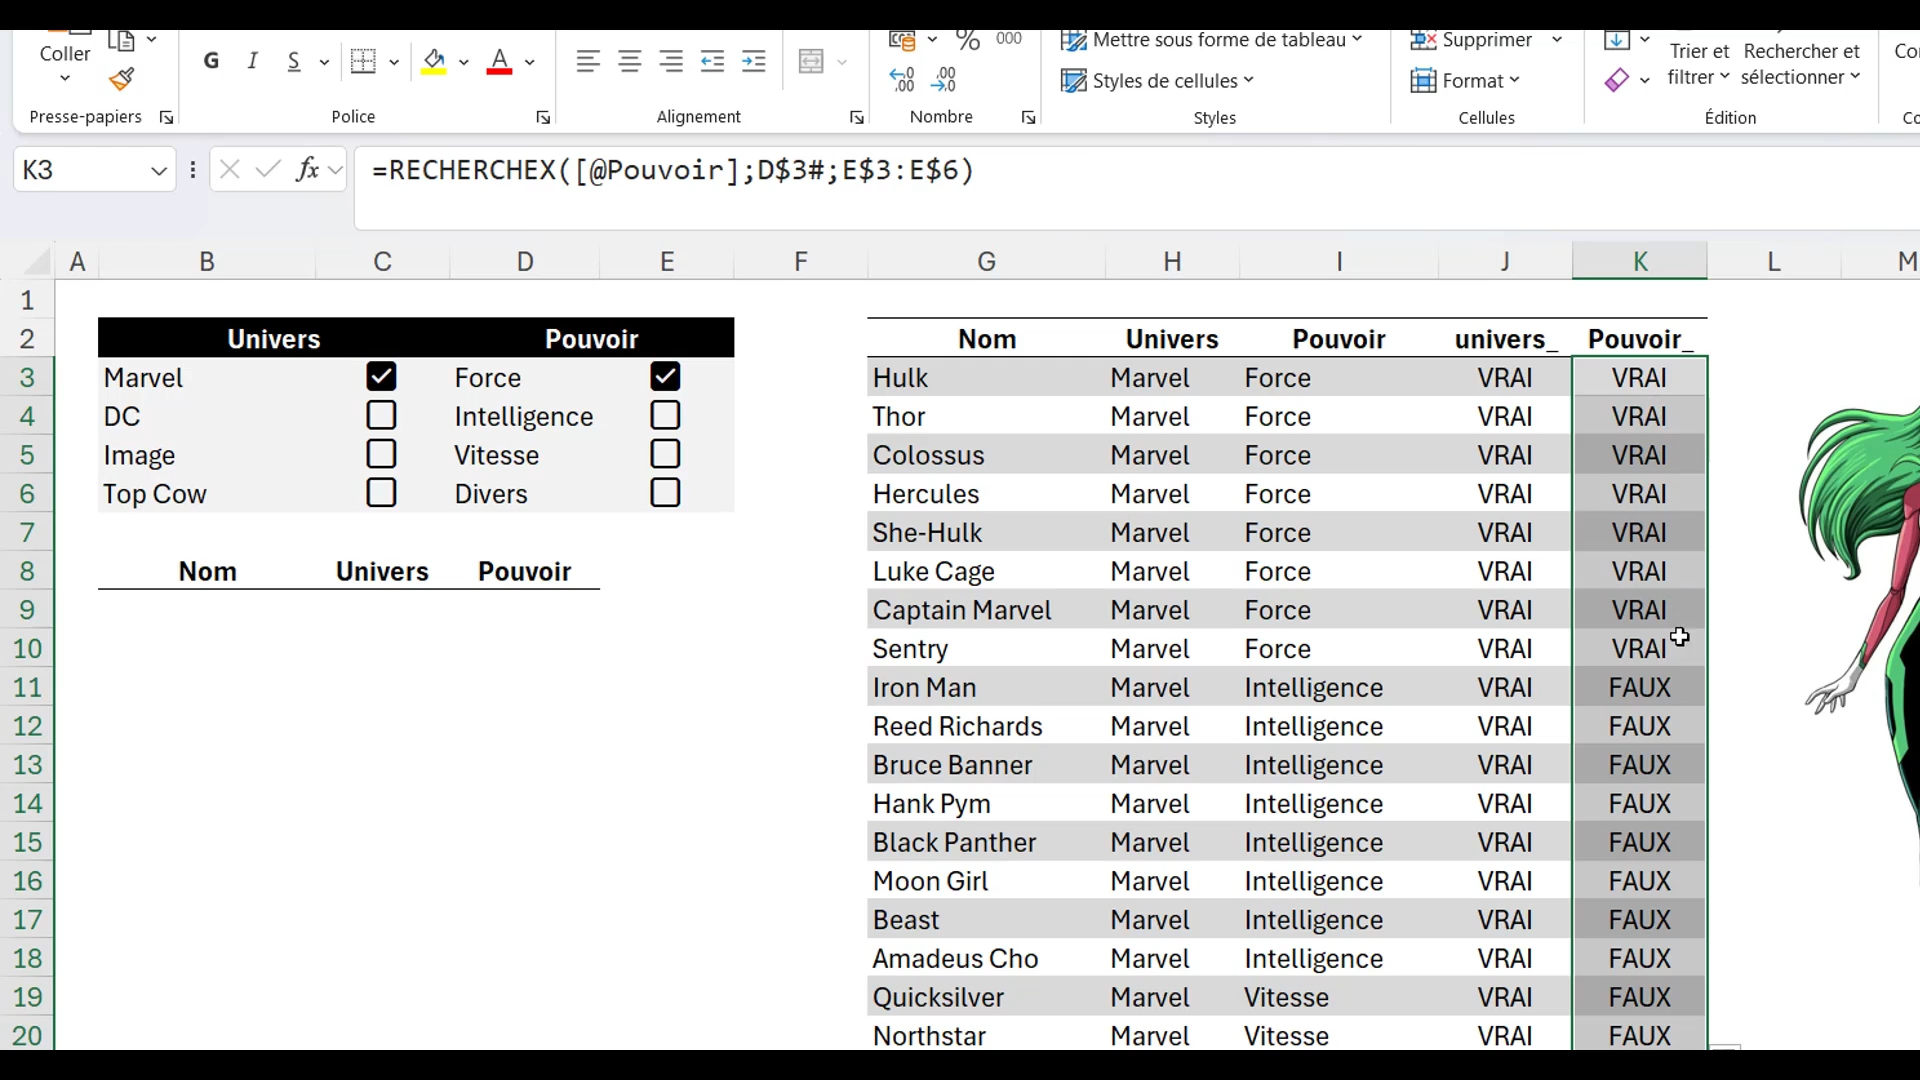 Coller
G I S
A
% 000
Mettre sous forme de tableau
Styles de cellules
Supprimer
Format
Trier et filtrer
Rechercher et sélectionner
Presse-papiers
Police
Alignement
Nombre
Styles
Cellules
Édition
K3
fx
=RECHERCHEX([@Pouvoir];D$3#;E$3:E$6)
A B C D E F G H I J K L M
1
2 Univers Pouvoir Nom Univers Pouvoir univers_ Pouvoir_
3 Marvel Force Hulk Marvel Force VRAI VRAI
4 DC Intelligence Thor Marvel Force VRAI VRAI
5 Image Vitesse Colossus Marvel Force VRAI VRAI
6 Top Cow Divers Hercules Marvel Force VRAI VRAI
7 She-Hulk Marvel Force VRAI VRAI
8 Nom Univers Pouvoir Luke Cage Marvel Force VRAI VRAI
9 Captain Marvel Marvel Force VRAI VRAI
10 Sentry Marvel Force VRAI VRAI
11 Iron Man Marvel Intelligence VRAI FAUX
12 Reed Richards Marvel Intelligence VRAI FAUX
13 Bruce Banner Marvel Intelligence VRAI FAUX
14 Hank Pym Marvel Intelligence VRAI FAUX
15 Black Panther Marvel Intelligence VRAI FAUX
16 Moon Girl Marvel Intelligence VRAI FAUX
17 Beast Marvel Intelligence VRAI FAUX
18 Amadeus Cho Marvel Intelligence VRAI FAUX
19 Quicksilver Marvel Vitesse VRAI FAUX
20 Northstar Marvel Vitesse VRAI FAUX